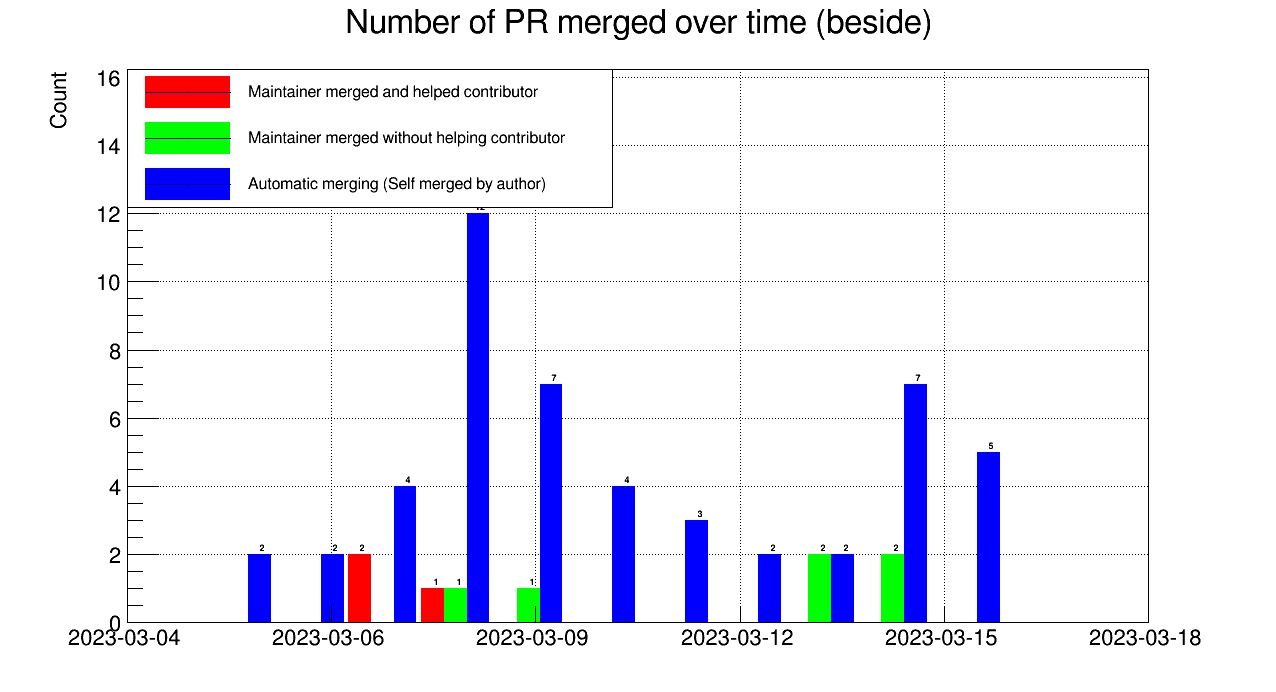 Number of PR merged over time (beside)
Count
16
14
12
10
8
6
4
2
0
Maintainer merged and helped contributor
Maintainer merged without helping contributor
Automatic merging (Self merged by author)
2 2 2 4 1 1 1 7 4 3 2 2 2 2 7 5
2023-03-04 2023-03-06 2023-03-09 2023-03-12 2023-03-15 2023-03-18